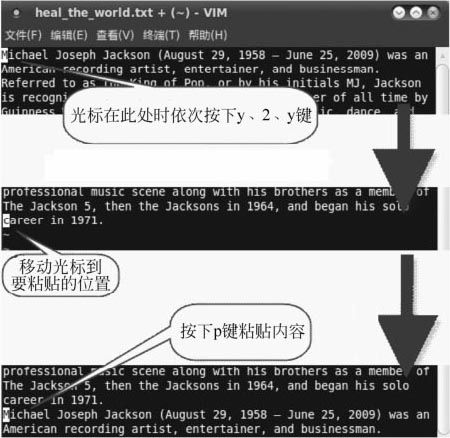 heal_the_world.txt + (~) - VIM
文件(F) 编辑(E) 查看(V) 终端(T) 帮助(H)
Michael Joseph Jackson (August 29, 1958 – June 25, 2009) was an
American recording artist, entertainer, and businessman.
Referred to as the King of Pop, or by his initials MJ, Jackson
is recogni er of all time by
Guinness ic, dance, and
光标在此处时依次按下y、2、y键
professional music scene along with his brothers as a member of
The Jackson 5, then the Jacksons in 1964, and began his solo
career in 1971.
~
移动光标到
要粘贴的位置
按下p键粘贴内容
professional music scene along with his brothers as a member of
The Jackson 5, then the Jacksons in 1964, and began his solo
career in 1971.
Michael Joseph Jackson (August 29, 1958 – June 25, 2009) was an
American recording artist, entertainer, and businessman.